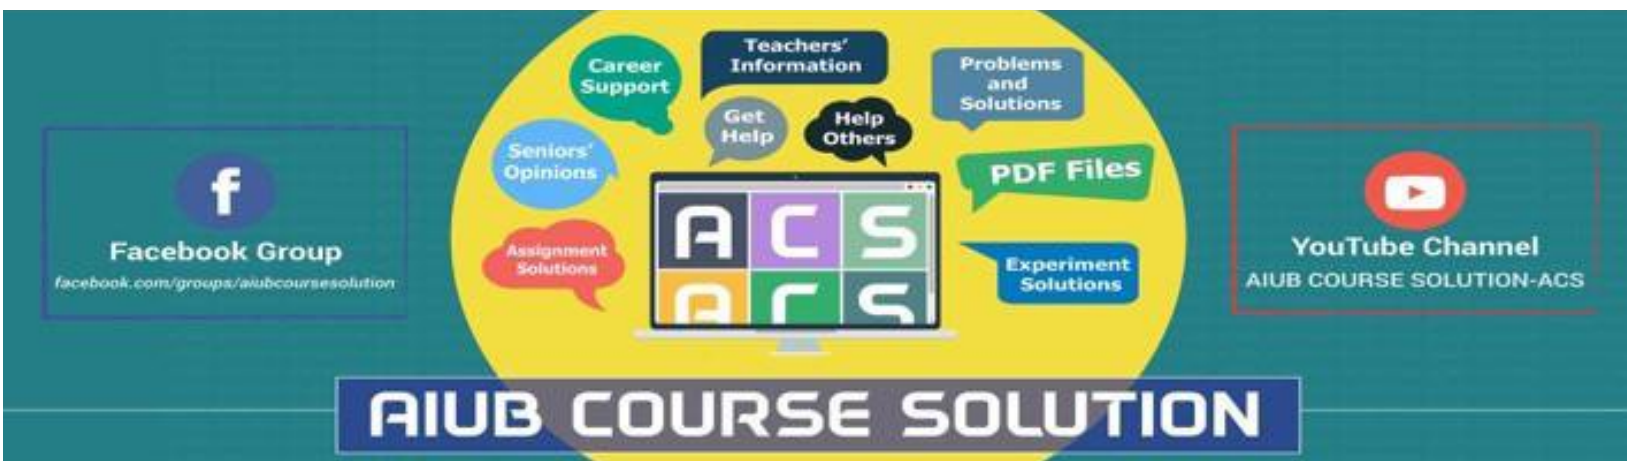 Teachers'
Information
Career
Support
Problems
and
Solutions
Get
Help
Help
Others
Seniors'
Opinions
PDF Files
Assignment
Solutions
Experiment
Solutions
ACS
ACS
f
Facebook Group
facebook.com/groups/aiubcoursesolution
YouTube Channel
AIUB COURSE SOLUTION-ACS
AIUB COURSE SOLUTION